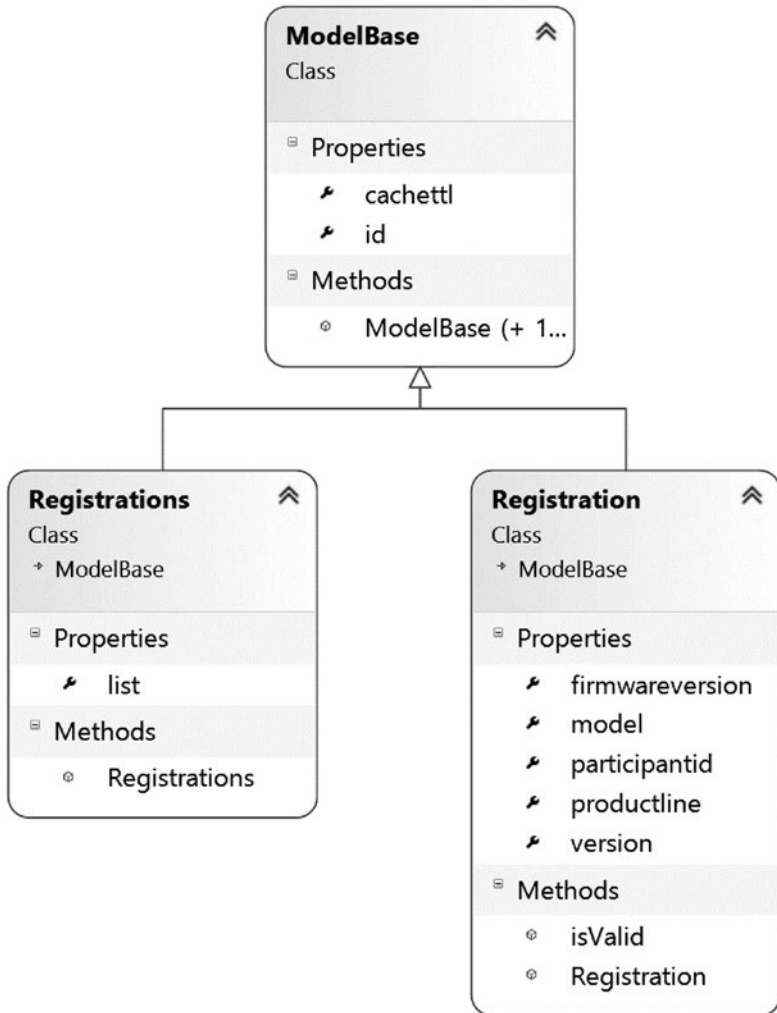 ModelBase
Class
Properties
cachettl
id
Methods
ModelBase (+ 1...
Registrations
Class
ModelBase
Properties
list
Methods
Registrations
Registration
Class
ModelBase
Properties
firmwareversion
model
participantid
productline
version
Methods
isValid
Registration